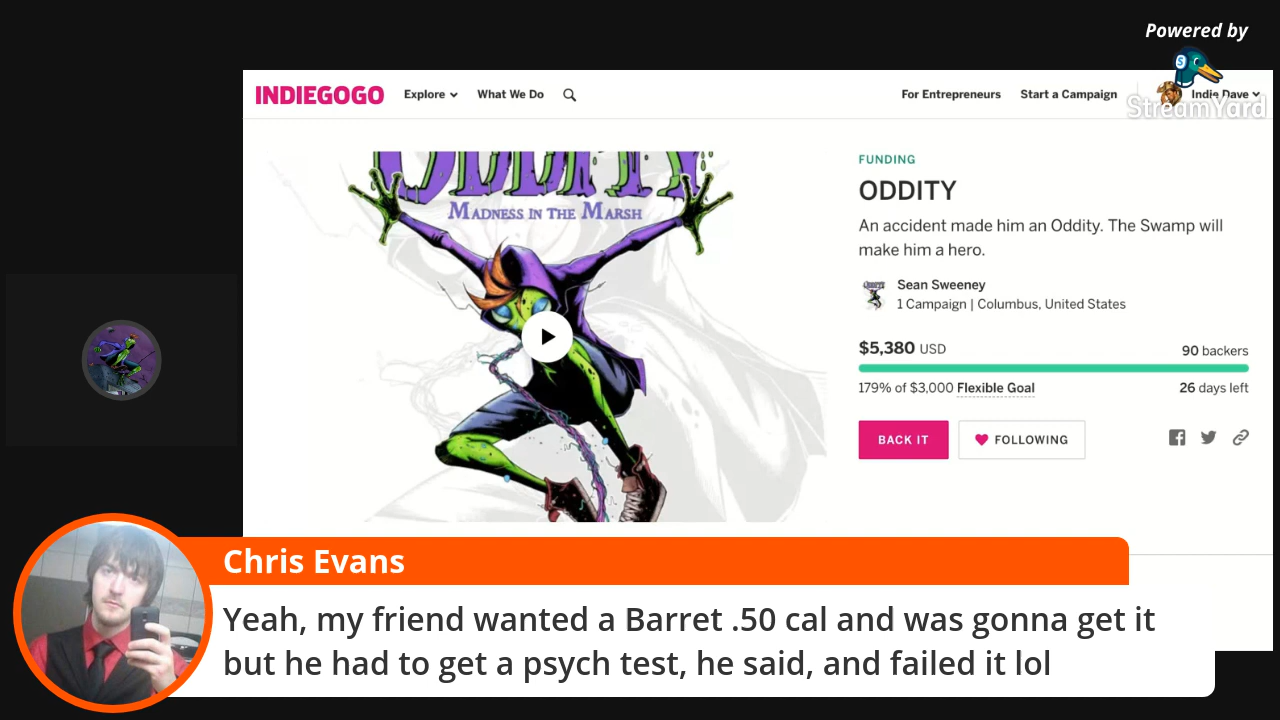 Powered by
StreamYard
INDIEGOGO Explore What We Do For Entrepreneurs Start a Campaign Indie Dave
ODDITY
MADNESS IN THE MARSH
FUNDING
ODDITY
An accident made him an Oddity. The Swamp will
make him a hero.
Sean Sweeney
1 Campaign | Columbus, United States
$5,380 USD 90 backers
179% of $3,000 Flexible Goal 26 days left
BACK IT FOLLOWING
Chris Evans
Yeah, my friend wanted a Barret .50 cal and was gonna get it
but he had to get a psych test, he said, and failed it lol